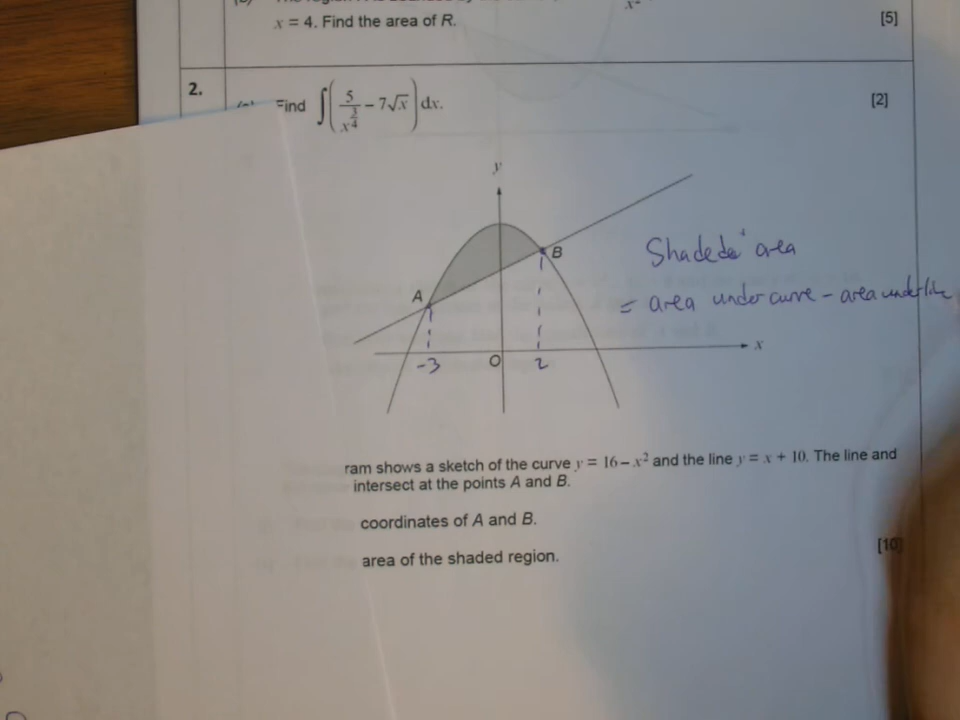 x = 4. Find the area of R.
[5]
2.
Find ∫(5/x^{3/4} − 7√x) dx.
[2]
y
B
A
x
O
-3
2
Shaded area
= area under curve - area under line
ram shows a sketch of the curve y = 16 – x² and the line y = x + 10. The line and
intersect at the points A and B.
coordinates of A and B.
area of the shaded region.
[10]